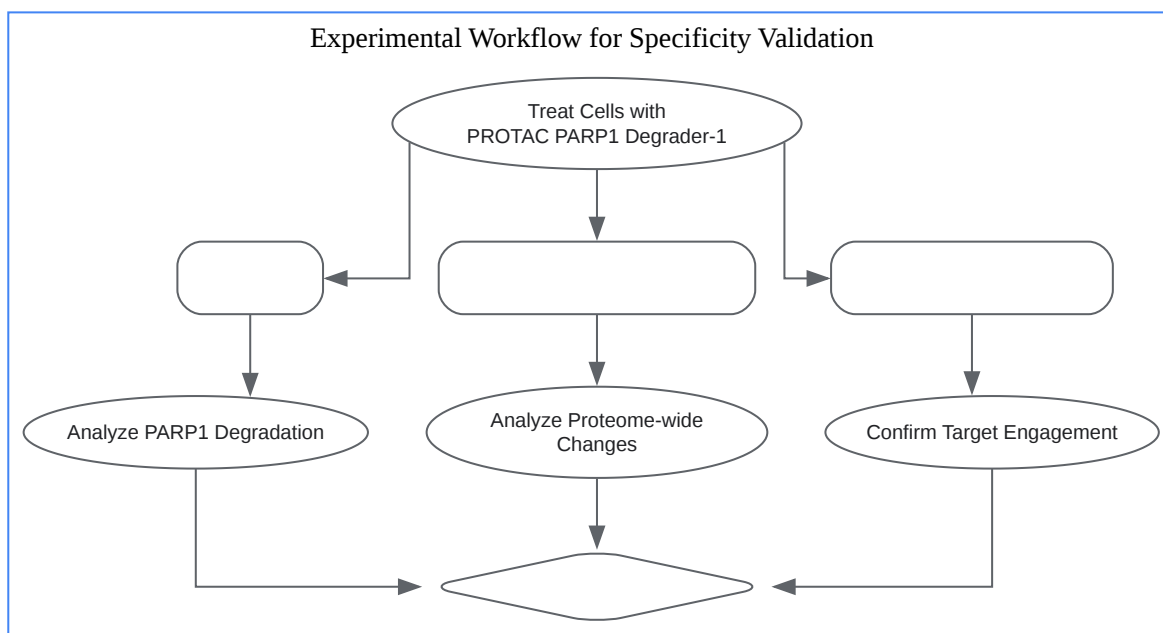 Experimental Workflow for Specificity Validation
Treat Cells with
PROTAC PARP1 Degrader-1
Analyze PARP1 Degradation
Analyze Proteome-wide
Changes
Confirm Target Engagement